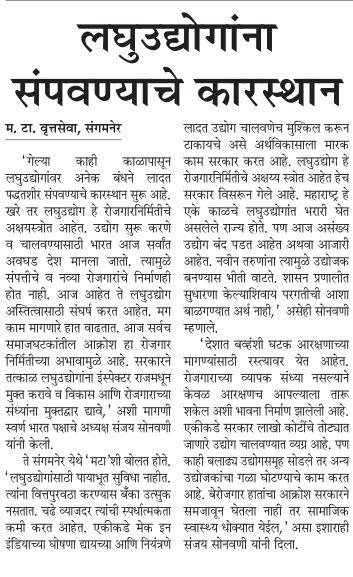 लघुउद्योगांना
संपवण्याचे कारस्थान
म. टा. वृत्तसेवा, संगमनेर
‘गेल्या काही काळापासून
लघुउद्योगांवर अनेक बंधने लादत
पद्धतशीर संपवण्याचे कारस्थान सुरू आहे.
खरे तर लघुउद्योग हे रोजगारनिर्मितीचे
अक्षयस्त्रोत आहेत. उद्योग सुरू करणे
व चालवण्यासाठी भारत आज सर्वांत
अवघड देश मानला जातो. त्यामुळे
संपत्तीचे व नव्या रोजगारांचे निर्माणही
होत नाही. आज आहेत ते लघुउद्योग
अस्तित्वासाठी संघर्ष करत आहेत. मग
काम मागणारे हात वाढतात. आज सर्वच
समाजघटकांतील आक्रोश हा रोजगार
निर्मितीच्या अभावामुळे आहे. सरकारने
तत्काळ लघुउद्योगांना इंस्पेक्टर राजमधून
मुक्त करावे व विकास आणि रोजगाराच्या
संध्यांना मुक्तद्वार द्यावे,’ अशी मागणी
स्वर्ण भारत पक्षाचे अध्यक्ष संजय सोनवणी
यांनी केली.
ते संगमनेर येथे ‘मटा’शी बोलत होते.
‘लघुउद्योगांसाठी पायाभूत सुविधा नाहीत.
त्यांना वित्तपुरवठा करण्यास बँका उत्सुक
नसतात. चढे व्याजदर त्यांची स्पर्धात्मकता
कमी करत आहेत. एकीकडे मेक इन
इंडियाच्या घोषणा द्यायच्या आणि नियंत्रणे
लादत उद्योग चालवणेच मुश्किल करून
टाकायचे असे अर्थविकासाला मारक
काम सरकार करत आहे. लघुउद्योग हे
रोजगारनिर्मितीचे अक्षय्य स्त्रोत आहेत हेच
सरकार विसरून गेले आहे. महाराष्ट्र हे
एके काळचे लघुउद्योगांत भरारी घेत
असलेले राज्य होते. पण आज असंख्य
उद्योग बंद पडत आहेत अथवा आजारी
आहेत. नवीन तरुणांना त्यामुळे उद्योजक
बनण्यास भीती वाटते. शासन प्रणालीत
सुधारणा केल्याशिवाय परगतीची आशा
बाळगण्यात अर्थ नाही,’ असेही सोनवणी
म्हणाले.
‘देशात बव्हंशी घटक आरक्षणाच्या
मागण्यांसाठी रस्त्यावर येत आहेत.
रोजगाराच्या व्यापक संध्या नसल्याने
केवळ आरक्षणच आपल्याला तारू
शकेल अशी भावना निर्माण झालेली आहे.
एकीकडे सरकार लाखो कोटींचे तोट्यात
जाणारे उद्योग चालवण्यात व्यग्र आहे. पण
काही बलाढ्य उद्योगसमूह सोडले तर अन्य
उद्योजकांचा गळा घोटण्याचे काम करत
आहे. बेरोजगार हातांचा आक्रोश सरकारने
समजावून घेतला नाही तर सामाजिक
स्वास्थ्य धोक्यात येईल,’ असा इशाराही
संजय सोनवणी यांनी दिला.